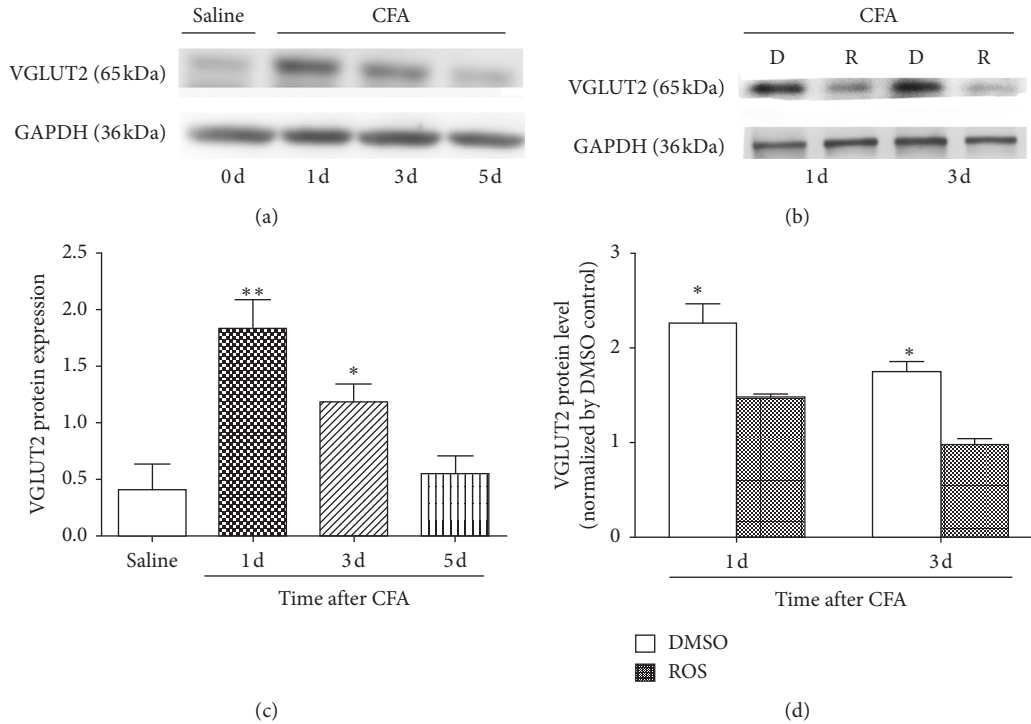 Saline CFA
VGLUT2 (65 kDa)
GAPDH (36 kDa)
0 d 1 d 3 d 5 d
(a)
CFA
D R D R
VGLUT2 (65 kDa)
GAPDH (36 kDa)
1 d 3 d
(b)
VGLUT2 protein expression
2.5
2.0
1.5
1.0
0.5
0.0
**
*
Saline 1 d 3 d 5 d
Time after CFA
(c)
VGLUT2 protein level
(normalized by DMSO control)
3
2
1
0
*
*
1 d 3 d
Time after CFA
DMSO
ROS
(d)